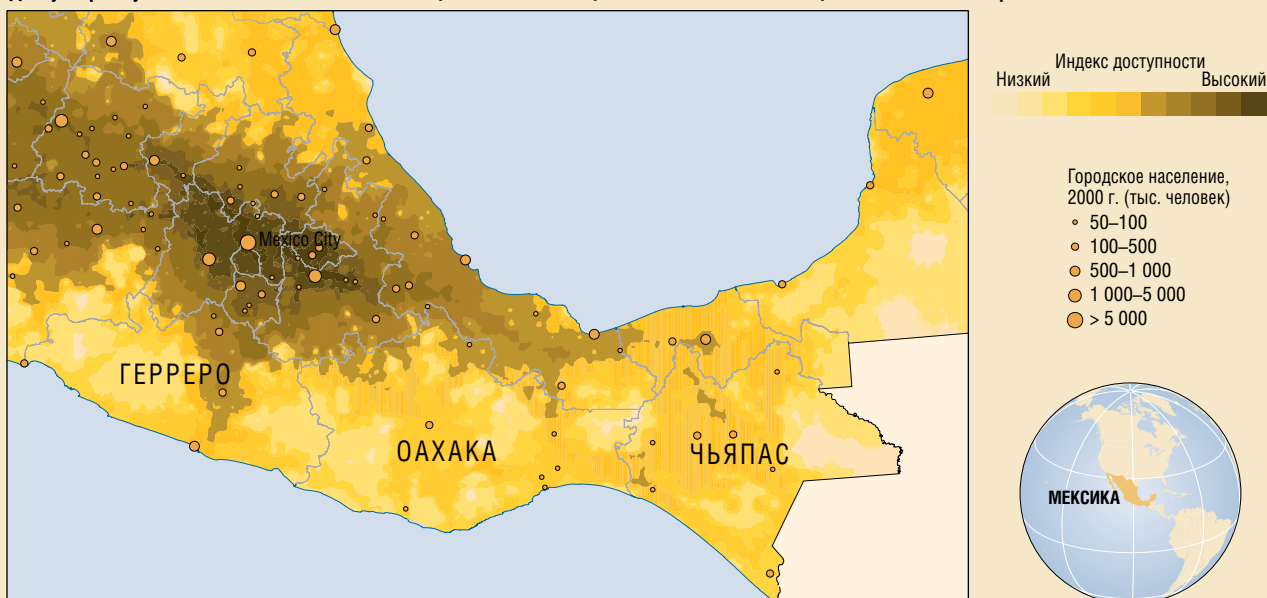 Индекс доступности
Низкий Высокий
Городское население,
2000 г. (тыс. человек)
50–100
100–500
500–1 000
1 000–5 000
> 5 000
Mexico City
ГЕРРЕРО
ОАХАКА
ЧЬЯПАС
МЕКСИКА